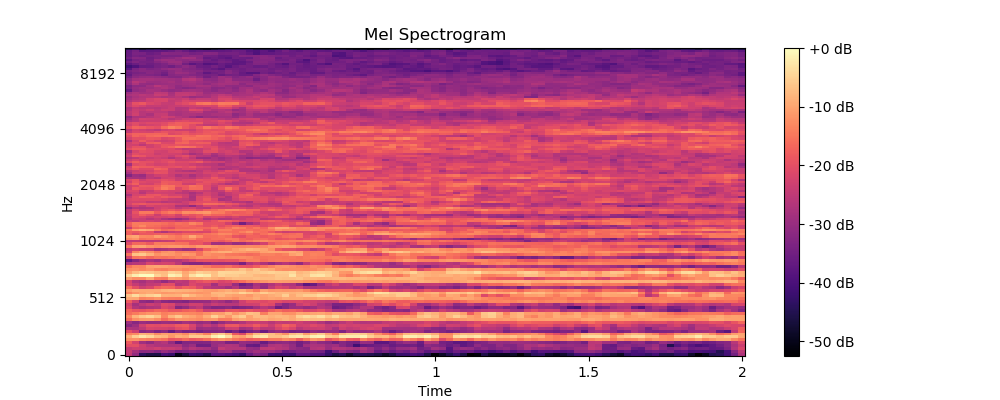 Mel Spectrogram
8192
4096
2048
1024
512
0
Hz
0
0.5
1
1.5
2
Time
+0 dB
-10 dB
-20 dB
-30 dB
-40 dB
-50 dB